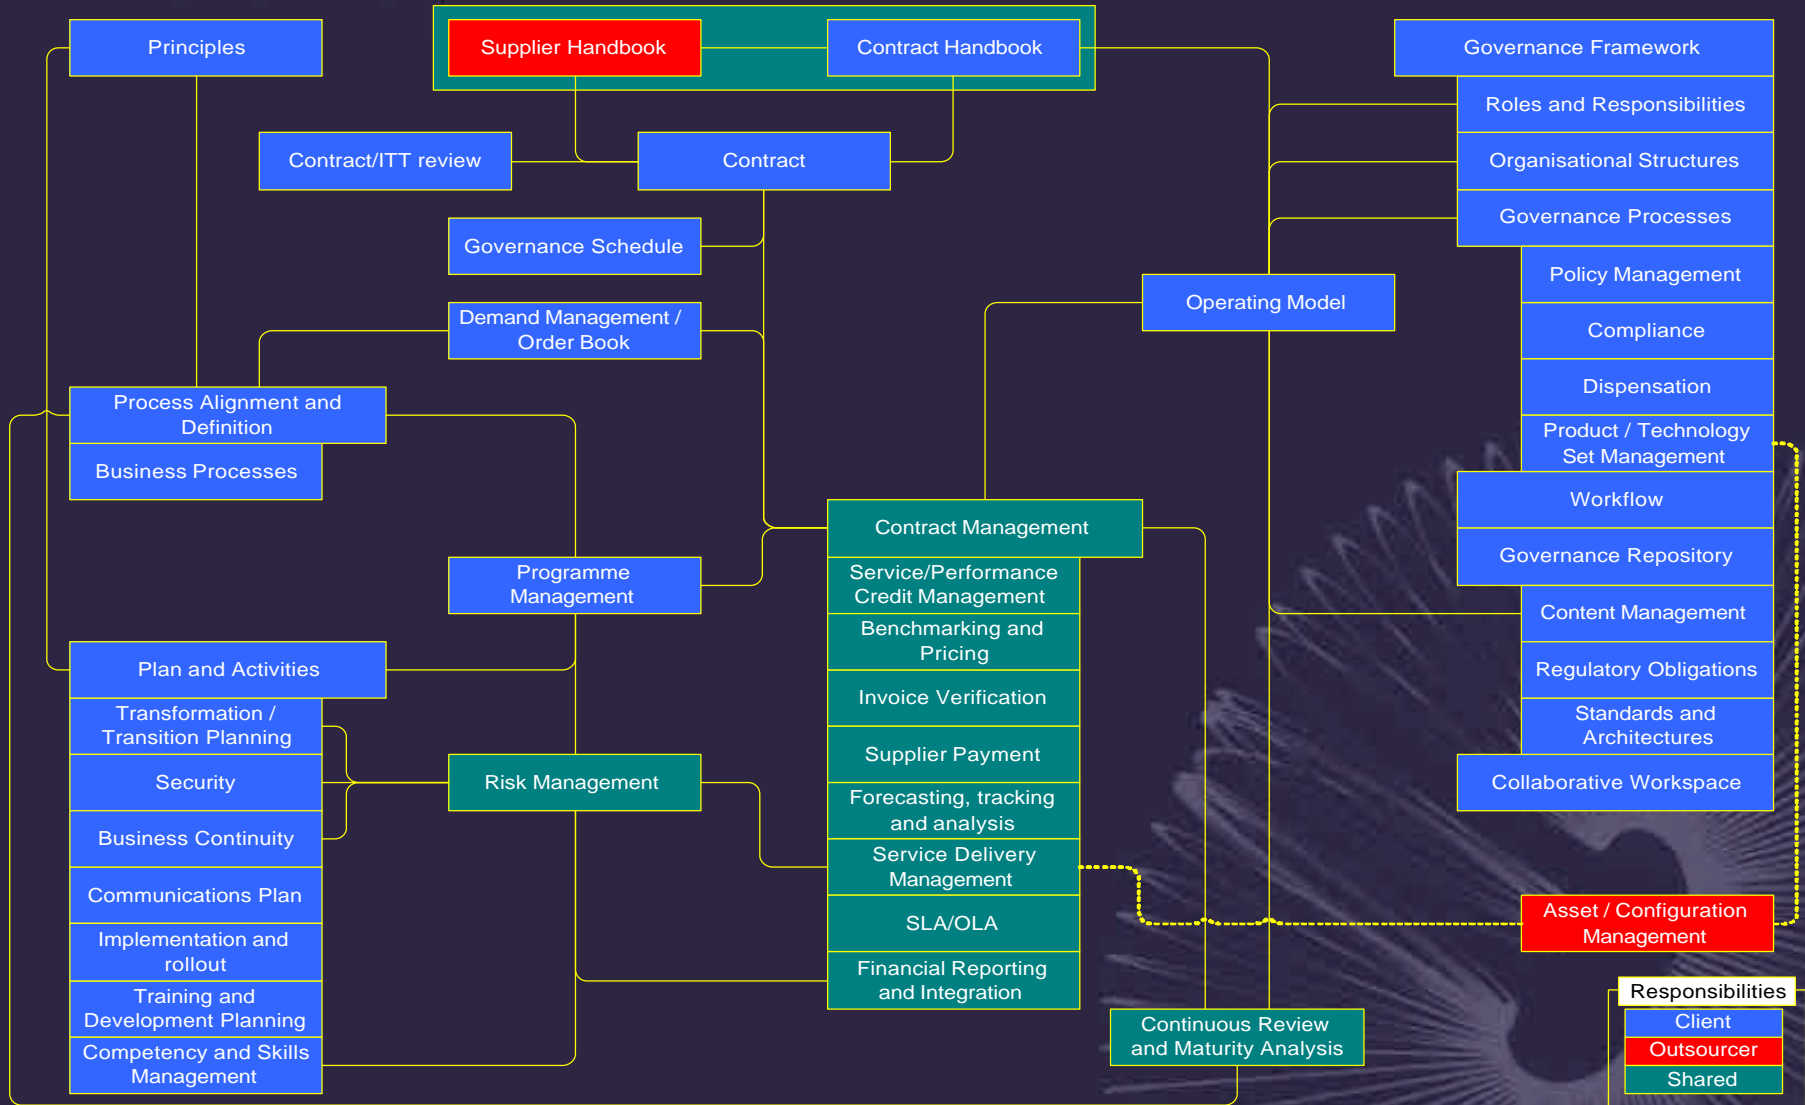 Principles
Supplier Handbook
Contract Handbook
Governance Framework
Roles and Responsibilities
Contract/ITT review
Contract
Organisational Structures
Governance Schedule
Governance Processes
Policy Management
Demand Management /
Order Book
Operating Model
Compliance
Dispensation
Process Alignment and
Definition
Business Processes
Product / Technology
Set Management
Workflow
Contract Management
Governance Repository
Programme
Management
Service/Performance
Credit Management
Content Management
Benchmarking and
Pricing
Plan and Activities
Regulatory Obligations
Invoice Verification
Transformation /
Transition Planning
Standards and
Architectures
Supplier Payment
Security
Risk Management
Collaborative Workspace
Forecasting, tracking
and analysis
Business Continuity
Service Delivery
Management
Communications Plan
SLA/OLA
Asset / Configuration
Management
Implementation and
rollout
Financial Reporting
and Integration
Training and
Development Planning
Continuous Review
and Maturity Analysis
Competency and Skills
Management
Responsibilities
Client
Outsourcer
Shared